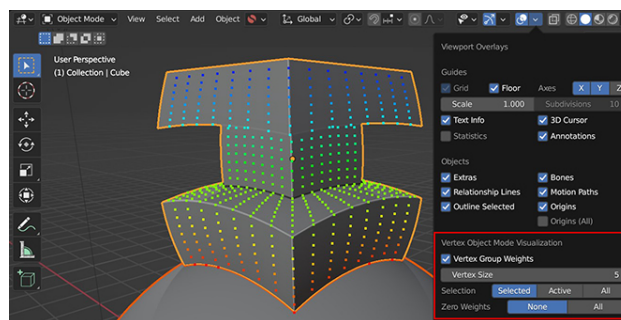 Object Mode View Select Add Object Global
User Perspective
(1) Collection | Cube
Viewport Overlays
Guides
Grid Floor Axes X Y Z
Scale 1.000 Subdivisions 10
Text Info 3D Cursor
Statistics Annotations
Objects
Extras Bones
Relationship Lines Motion Paths
Outline Selected Origins
Origins (All)
Vertex Object Mode Visualization
Vertex Group Weights
Vertex Size 5
Selection Selected Active All
Zero Weights None All